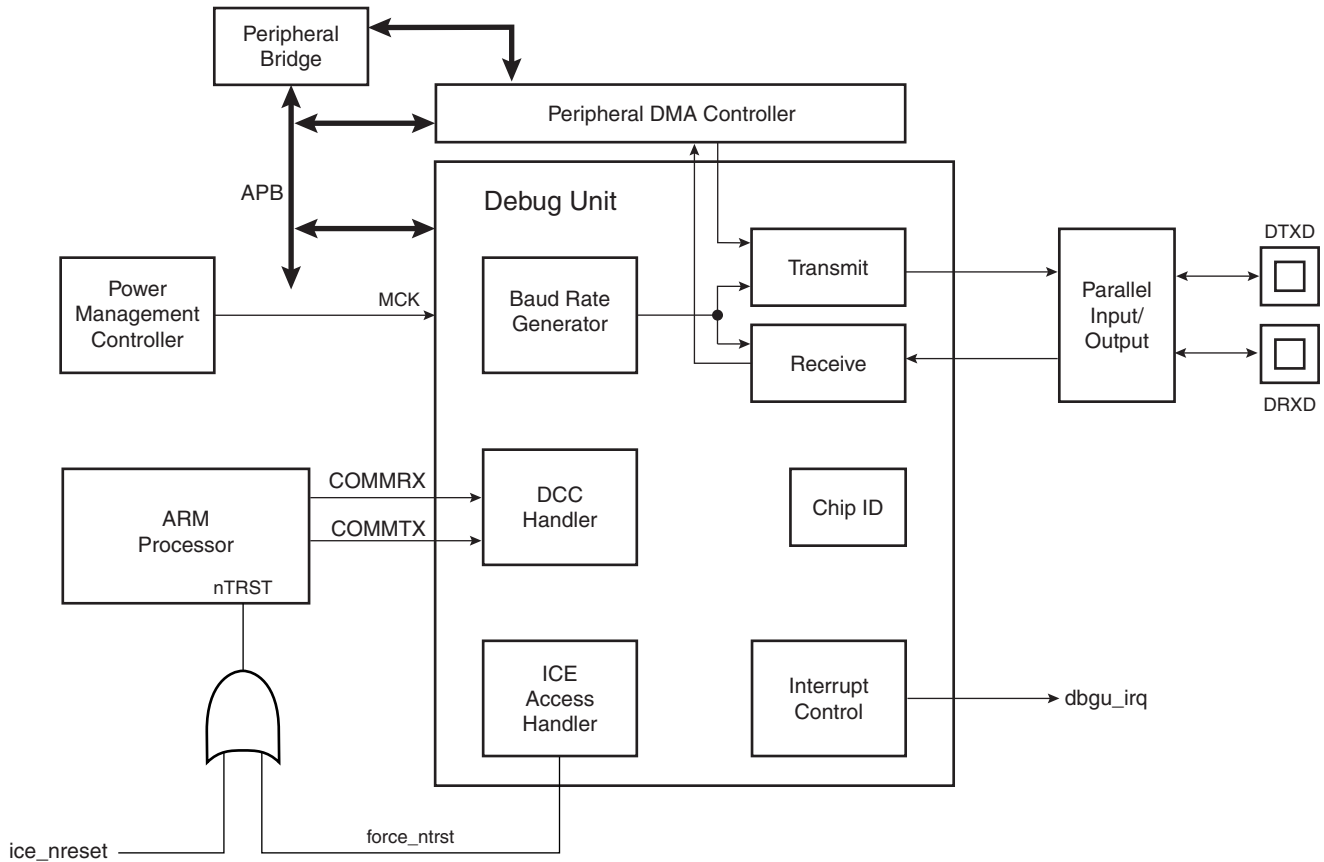 Peripheral
Bridge
Peripheral DMA Controller
APB
Debug Unit
DTXD
Transmit
Power
Management
Controller
MCK
Baud Rate
Generator
Parallel
Input/
Output
Receive
DRXD
COMMRX
ARM
Processor
COMMTX
nTRST
DCC
Handler
Chip ID
ICE
Access
Handler
Interrupt
Control
dbgu_irq
force_ntrst
ice_nreset